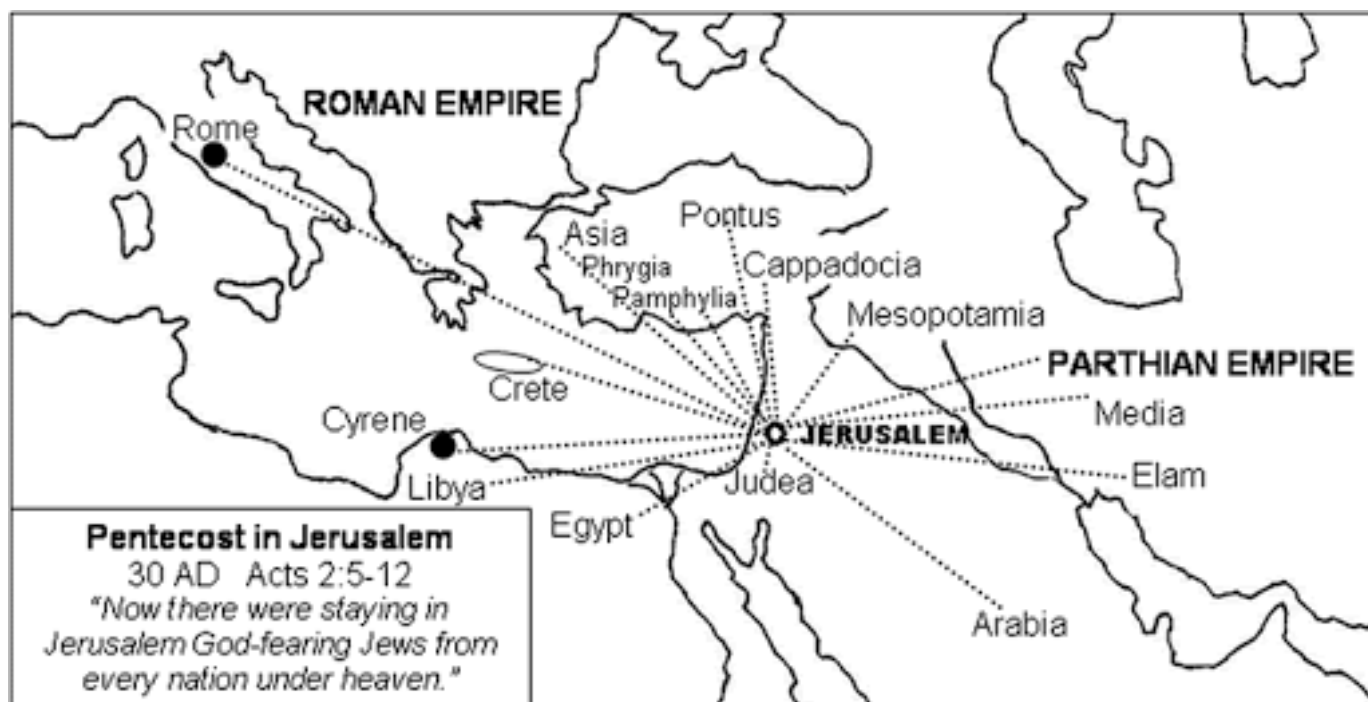 ROMAN EMPIRE
Rome
Pontus
Asia
Phrygia
Cappadocia
Pamphylia
Mesopotamia
PARTHIAN EMPIRE
Crete
Media
Cyrene
JERUSALEM
Libya
Judea
Elam
Egypt
Arabia
Pentecost in Jerusalem
30 AD Acts 2:5-12
"Now there were staying in
Jerusalem God-fearing Jews from
every nation under heaven."